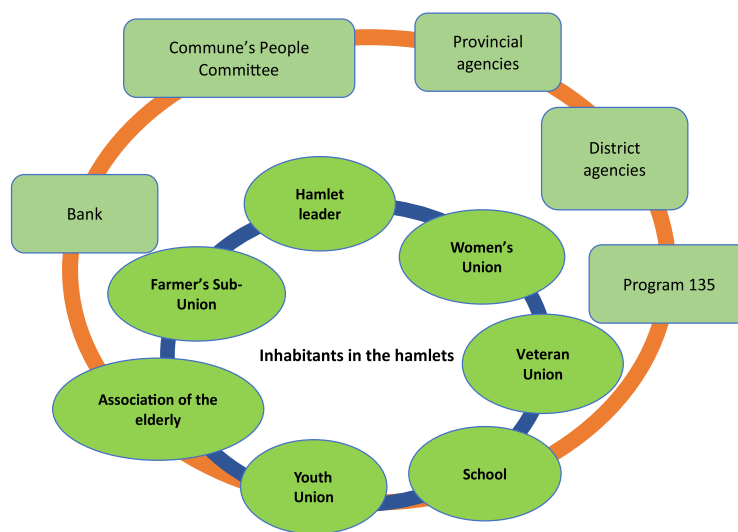 Commune's People
Committee
Provincial
agencies
District
agencies
Bank
Program 135
Hamlet
leader
Women's
Union
Farmer's Sub-
Union
Inhabitants in the hamlets
Veteran
Union
Association of the
elderly
Youth
Union
School